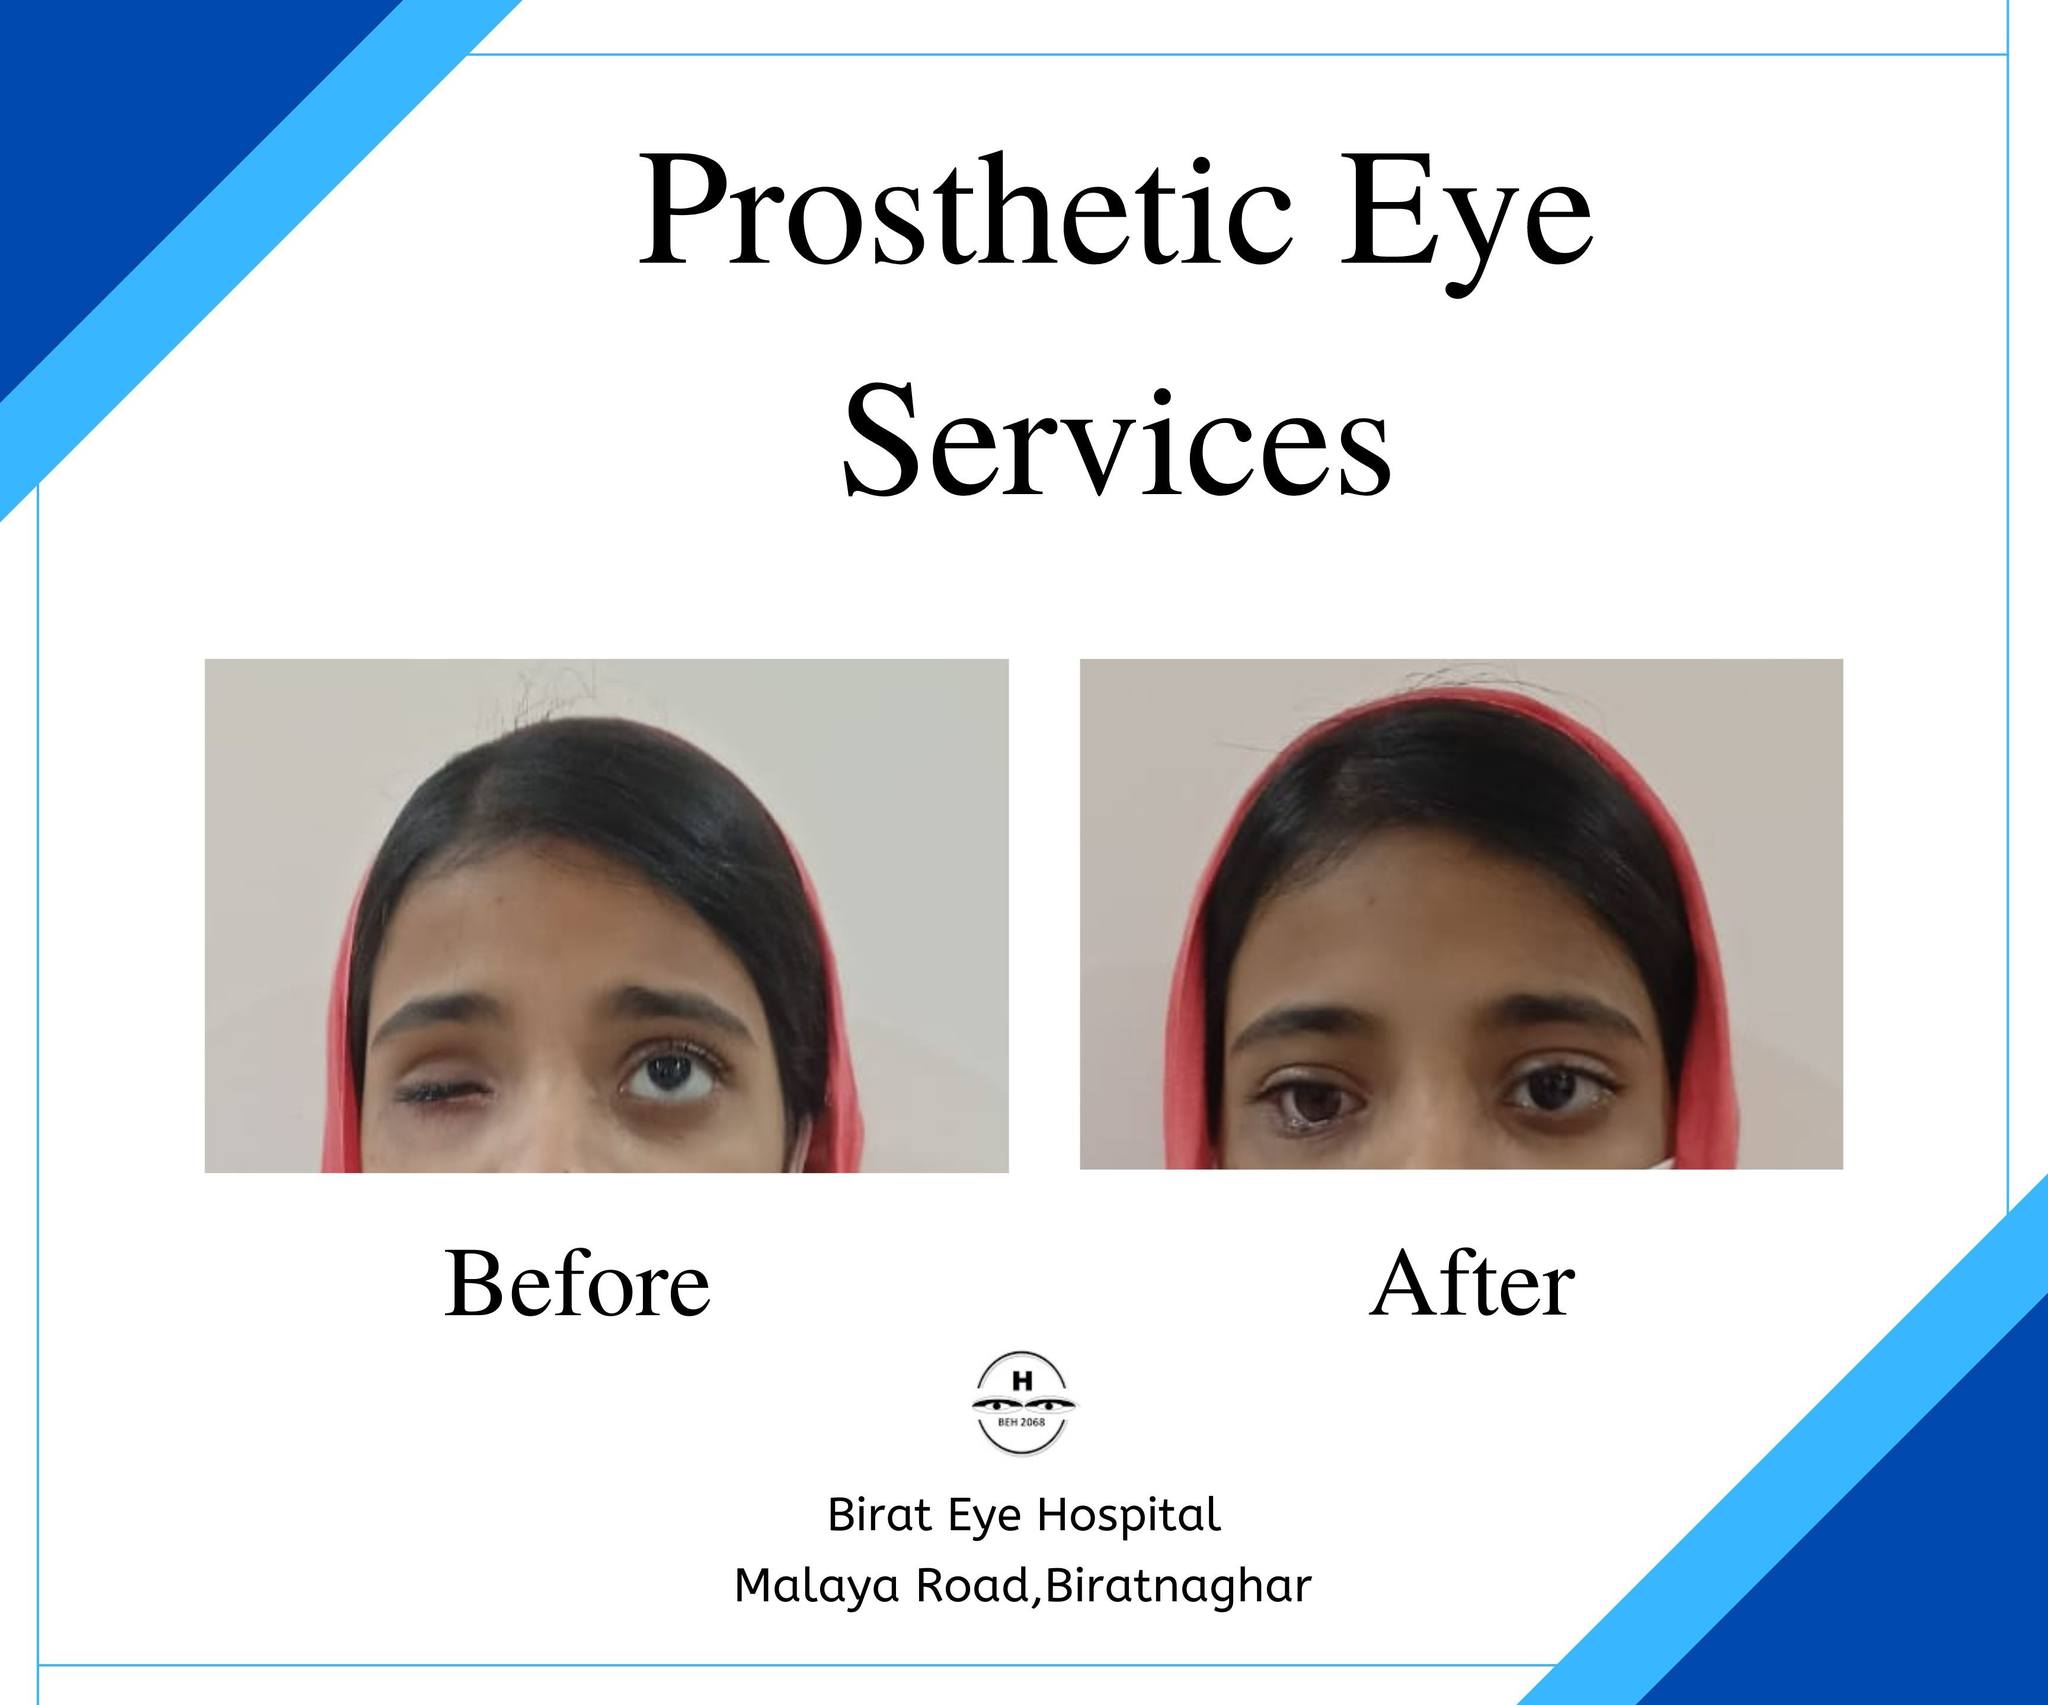 Prosthetic Eye
Services
Before
After
H
BEH 2068
Birat Eye Hospital
Malaya Road,Biratnaghar